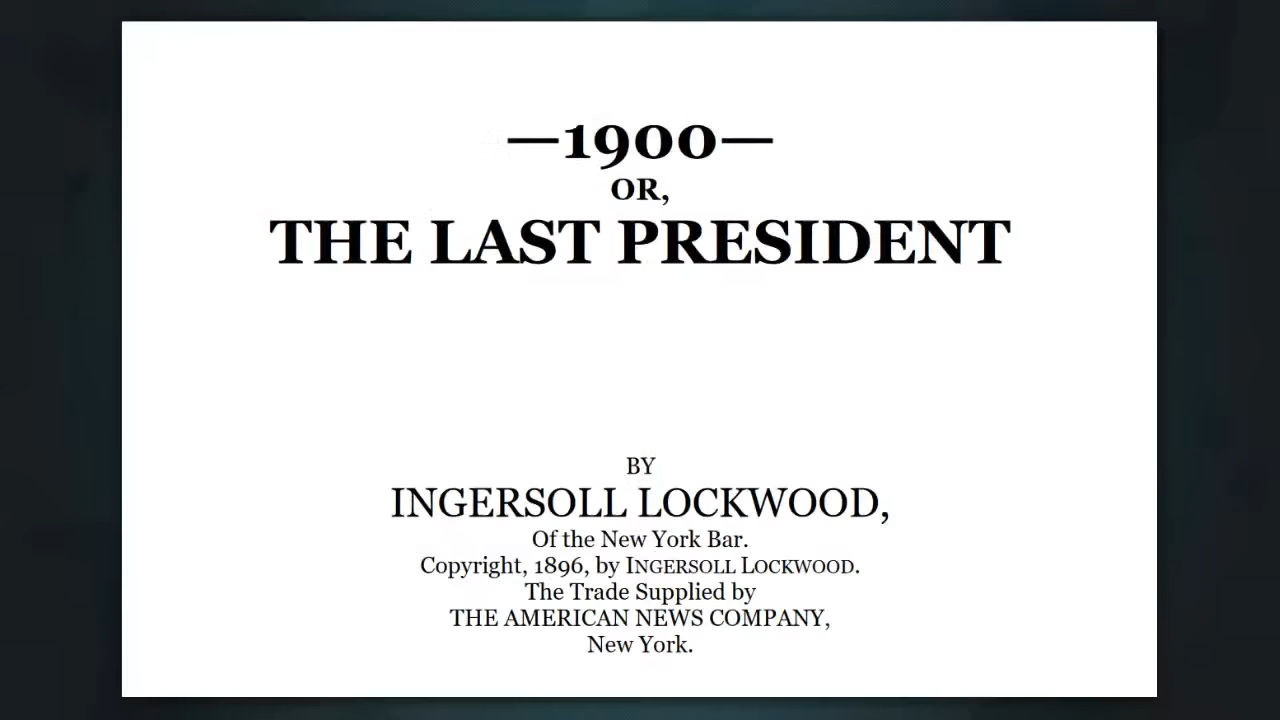 —1900—
OR,
THE LAST PRESIDENT
BY
INGERSOLL LOCKWOOD,
Of the New York Bar.
Copyright, 1896, by INGERSOLL LOCKWOOD.
The Trade Supplied by
THE AMERICAN NEWS COMPANY,
New York.